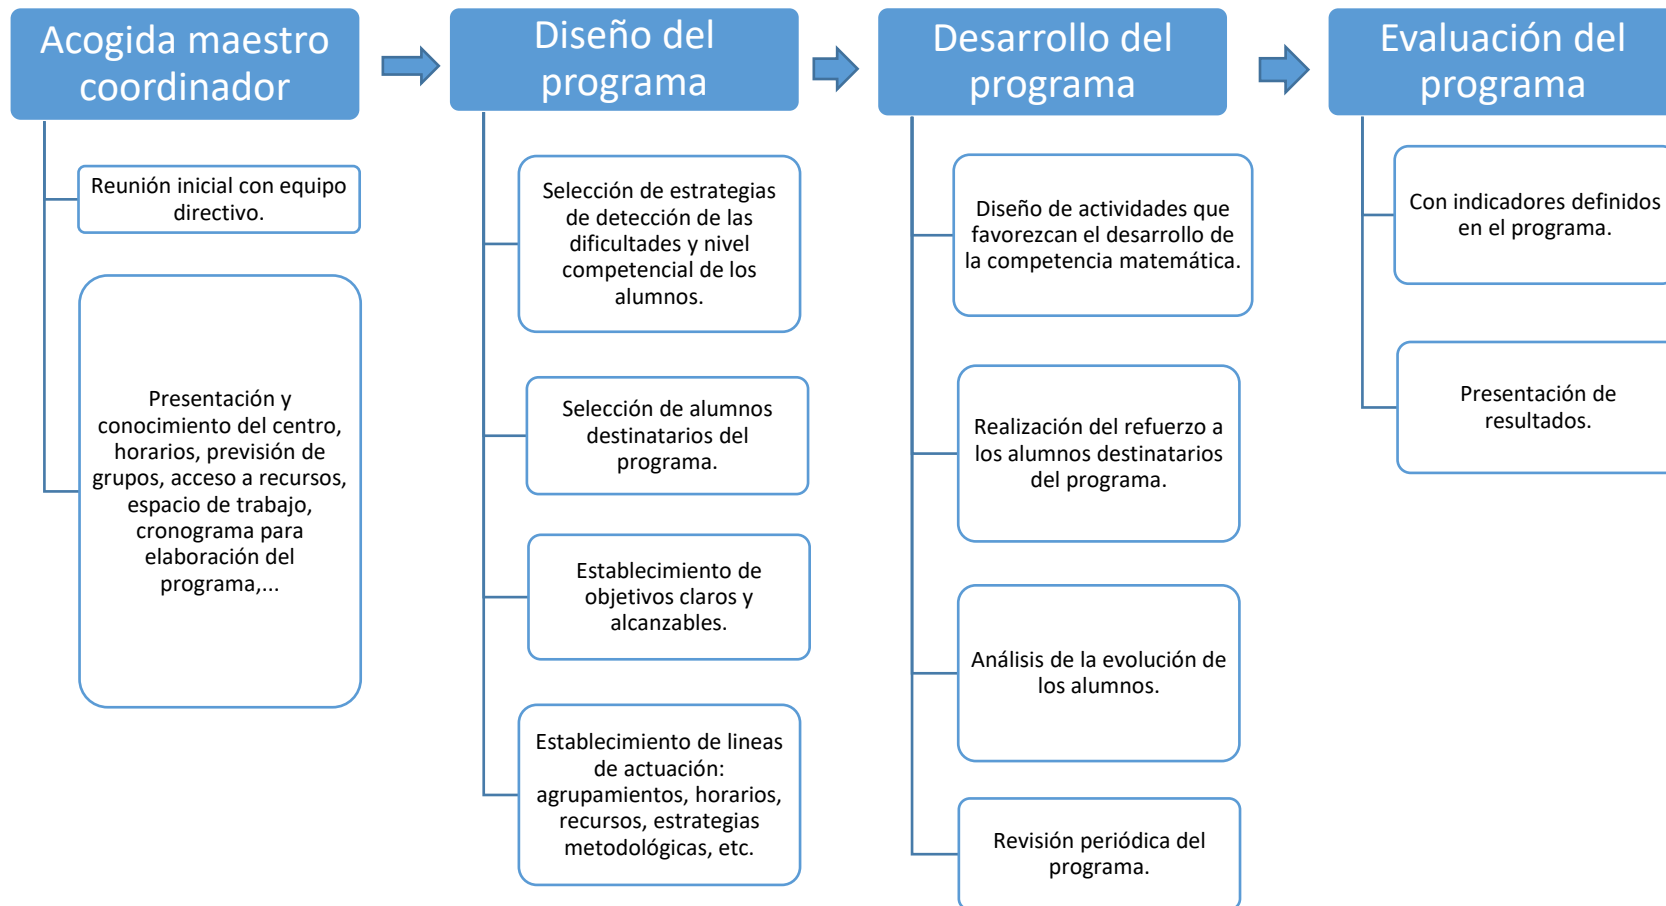 Acogida maestro
coordinador
Reunión inicial con equipo
directivo.
Presentación y
conocimiento del centro,
horarios, previsión de
grupos, acceso a recursos,
espacio de trabajo,
cronograma para
elaboración del
programa,...
Diseño del
programa
Selección de estrategias
de detección de las
dificultades y nivel
competencial de los
alumnos.
Selección de alumnos
destinatarios del
programa.
Establecimiento de
objetivos claros y
alcanzables.
Establecimiento de lineas
de actuación:
agrupamientos, horarios,
recursos, estrategias
metodológicas, etc.
Desarrollo del
programa
Diseño de actividades que
favorezcan el desarrollo de
la competencia matemática.
Realización del refuerzo a
los alumnos destinatarios
del programa.
Análisis de la evolución de
los alumnos.
Revisión periódica del
programa.
Evaluación del
programa
Con indicadores definidos
en el programa.
Presentación de
resultados.